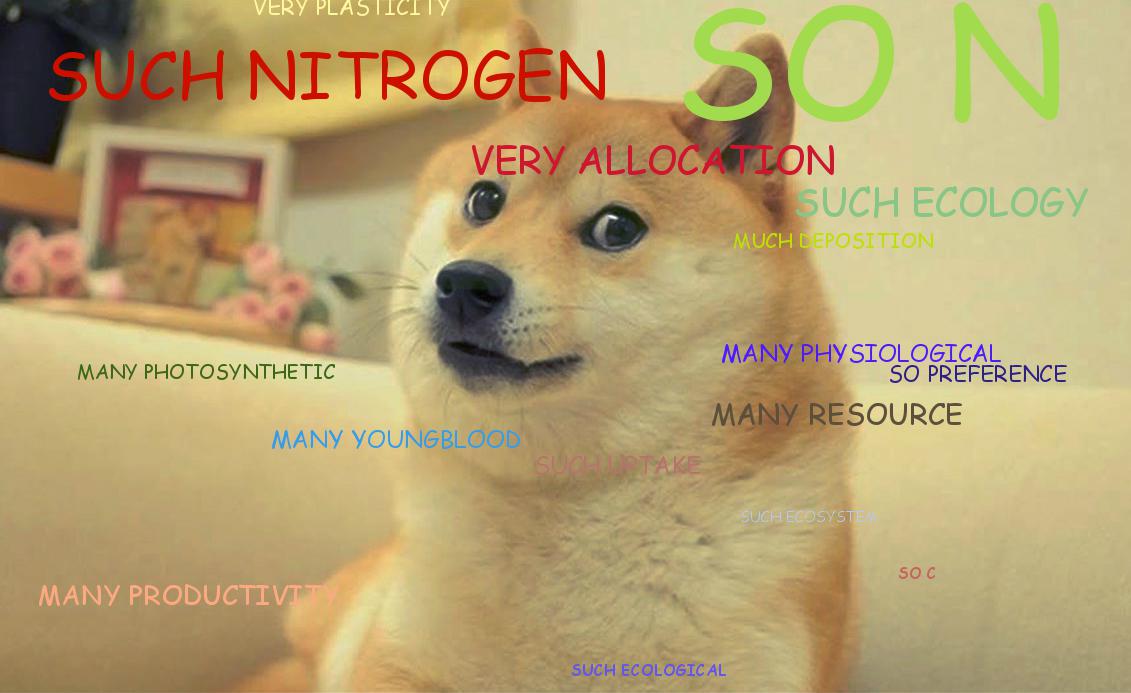 VERY PLASTICITY
SUCH NITROGEN
SO N
VERY ALLOCATION
SUCH ECOLOGY
MUCH DEPOSITION
MANY PHYSIOLOGICAL
SO PREFERENCE
MANY PHOTOSYNTHETIC
MANY RESOURCE
MANY YOUNGBLOOD
SUCH UPTAKE
SUCH ECOSYSTEM
SO C
MANY PRODUCTIVITY
SUCH ECOLOGICAL